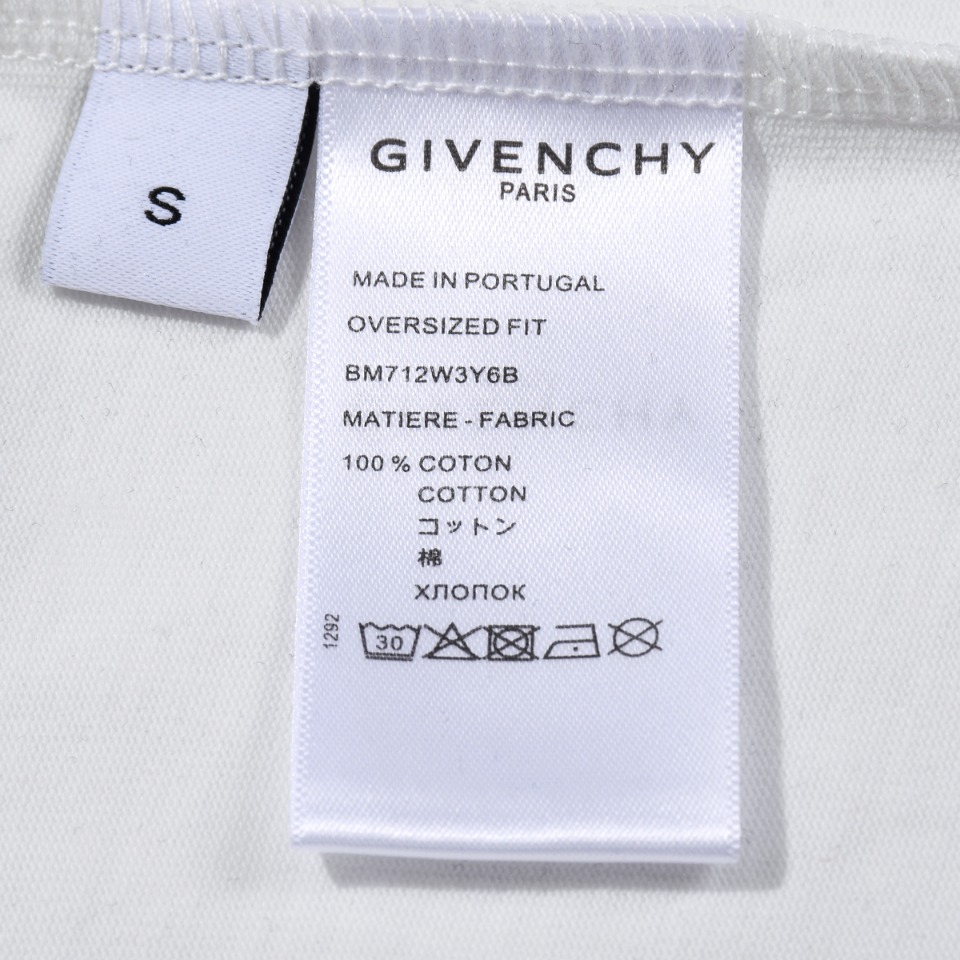 S
GIVENCHY
PARIS
MADE IN PORTUGAL
OVERSIZED FIT
BM712W3Y6B
MATIERE - FABRIC
100 % COTON
COTTON
コットン
棉
ХЛОПОК
1292
30